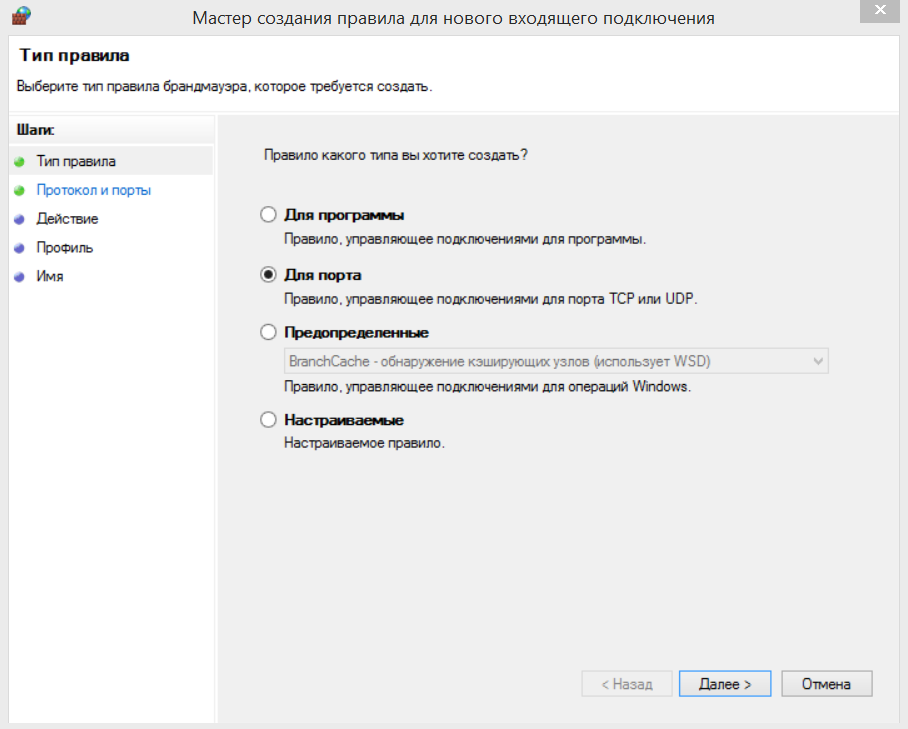 Мастер создания правила для нового входящего подключения
Тип правила
Выберите тип правила брандмауэра, которое требуется создать.
Шаги:
Тип правила
Протокол и порты
Действие
Профиль
Имя
Правило какого типа вы хотите создать?
Для программы
Правило, управляющее подключениями для программы.
Для порта
Правило, управляющее подключениями для порта TCP или UDP.
Предопределенные
BranchCache - обнаружение кэширующих узлов (использует WSD)
Правило, управляющее подключениями для операций Windows.
Настраиваемые
Настраиваемое правило.
< Назад
Далее >
Отмена